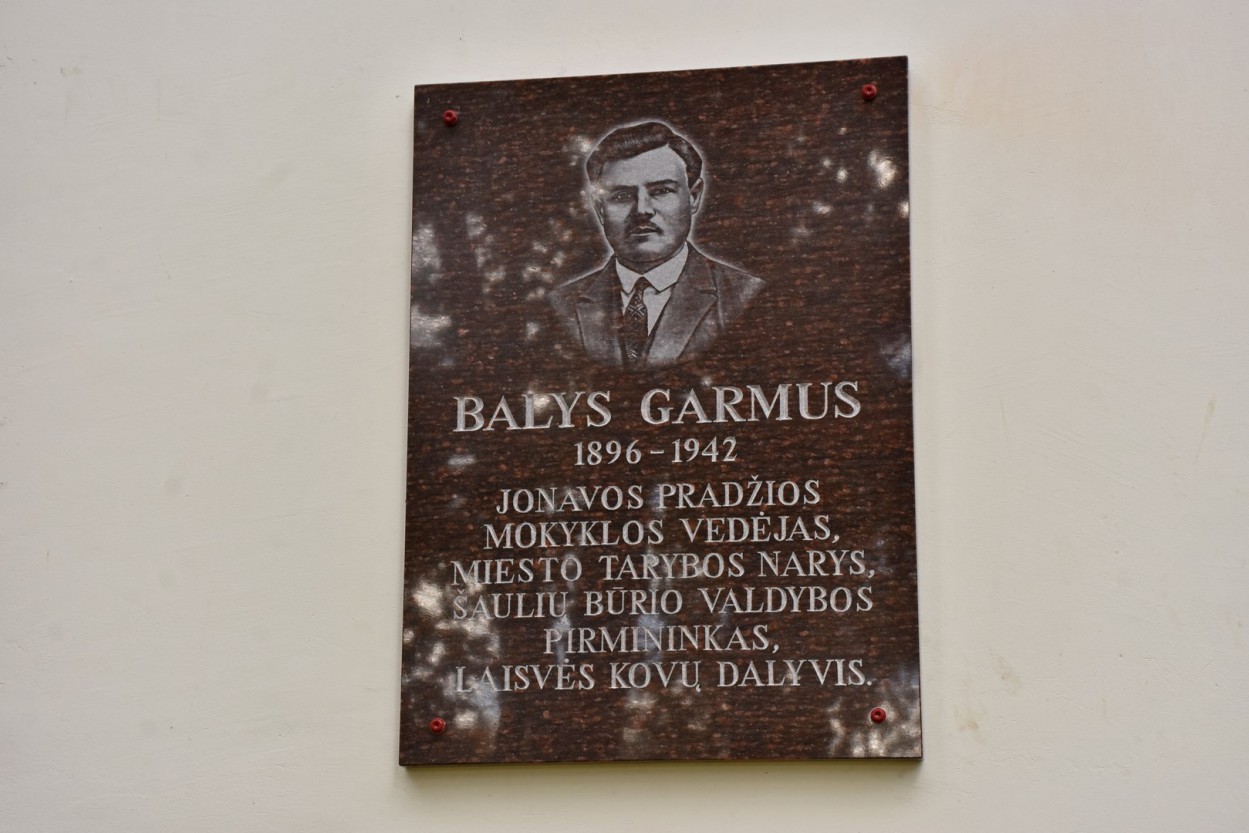 BALYS GARMUS
1896 – 1942
JONAVOS PRADŽIOS
MOKYKLOS VEDĖJAS,
MIESTO TARYBOS NARYS,
ŠAULIŲ BŪRIO VALDYBOS
PIRMININKAS,
LAISVĖS KOVŲ DALYVIS.